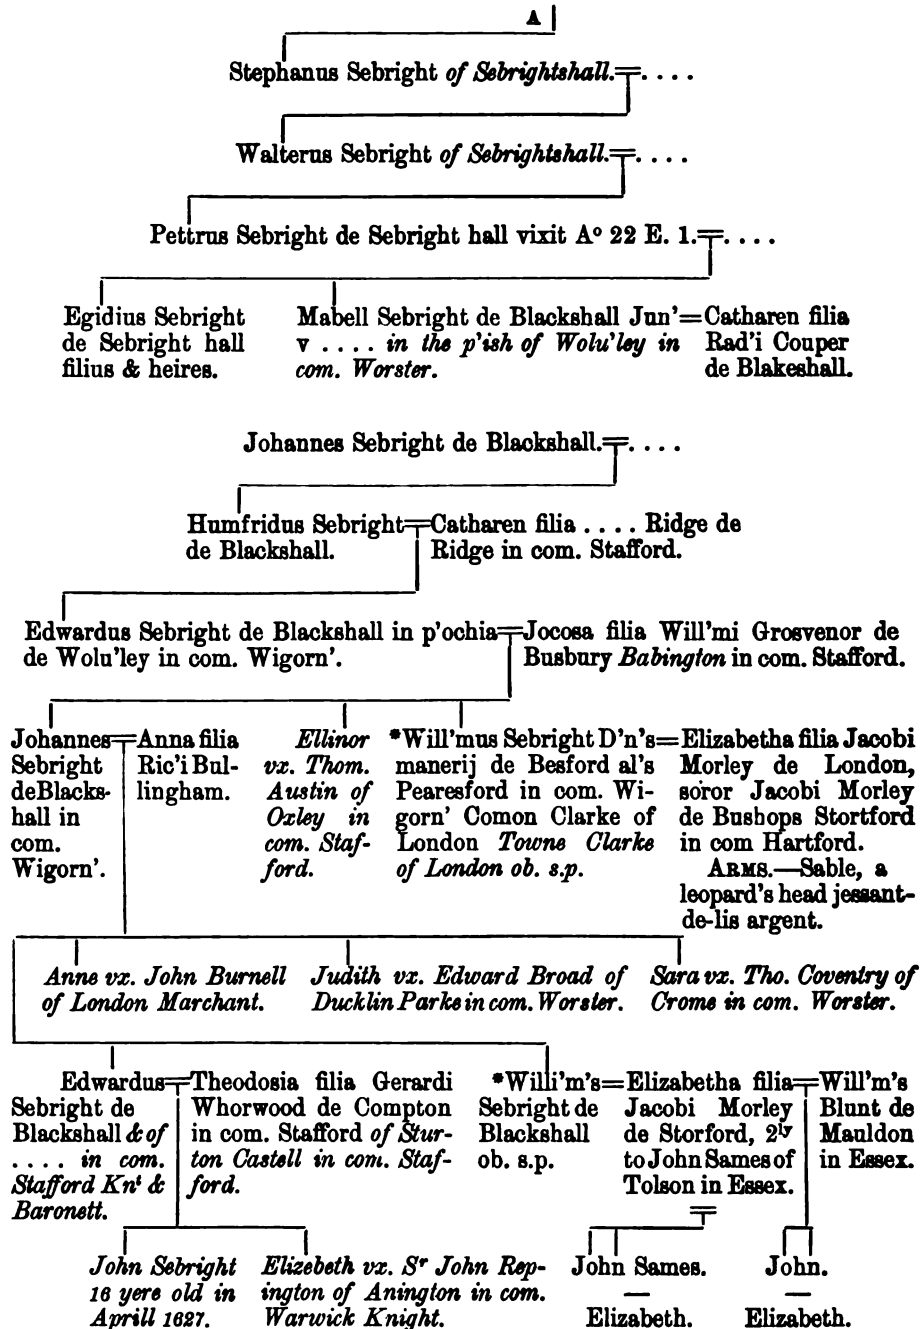 A
Stephanus Sebright of Sebrightshall.=. . . .
Walterus Sebright of Sebrightshall.=. . . .
Pettrus Sebright de Sebright hall vixit Aº 22 E. 1.=. . . .
Egidius Sebright
de Sebright hall
filius & heires.
Mabell Sebright de Blackshall Jun'=
v . . . . in the p'ish of Wolu'ley in
com. Worster.
Catharen filia
Rad'i Couper
de Blakeshall.
Johannes Sebright de Blackshall.=. . . .
Humfridus Sebright=
de Blackshall.
Catharen filia . . . . Ridge de
Ridge in com. Stafford.
Edwardus Sebright de Blackshall in p'ochia=
de Wolu'ley in com. Wigorn'.
Jocosa filia Will'mi Grosvenor de
Busbury Babington in com. Stafford.
Johannes=
Sebright
deBlacks-
hall in
com.
Wigorn'.
Anna filia
Ric'i Bul-
lingham.
Ellinor
vx. Thom.
Austin of
Oxley in
com. Staf-
ford.
*Will'mus Sebright D'n's=
manerij de Besford al's
Pearesford in com. Wi-
gorn' Comon Clarke of
London Towne Clarke
of London ob. s.p.
Elizabetha filia Jacobi
Morley de London,
soror Jacobi Morley
de Bushops Stortford
in com Hartford.
ARMS.—Sable, a
leopard's head jessant-
de-lis argent.
Anne vx. John Burnell
of London Marchant.
Judith vx. Edward Broad of
Ducklin Parke in com. Worster.
Sara vx. Tho. Coventry of
Crome in com. Worster.
Edwardus=
Sebright de
Blackshall & of
. . . . in com.
Stafford Knᵗ &
Baronett.
Theodosia filia Gerardi
Whorwood de Compton
in com. Stafford of Stur-
ton Castell in com. Staf-
ford.
*Willi'm's=
Sebright de
Blackshall
ob. s.p.
Elizabetha filia=
Jacobi Morley
de Storford, 2ˡʸ
to John Sames of
Tolson in Essex.
=
Will'm's
Blunt de
Mauldon
in Essex.
John Sebright
16 yere old in
Aprill 1627.
Elizebeth vx. Sʳ John Rep-
ington of Anington in com.
Warwick Knight.
John Sames.
—
Elizabeth.
John.
—
Elizabeth.